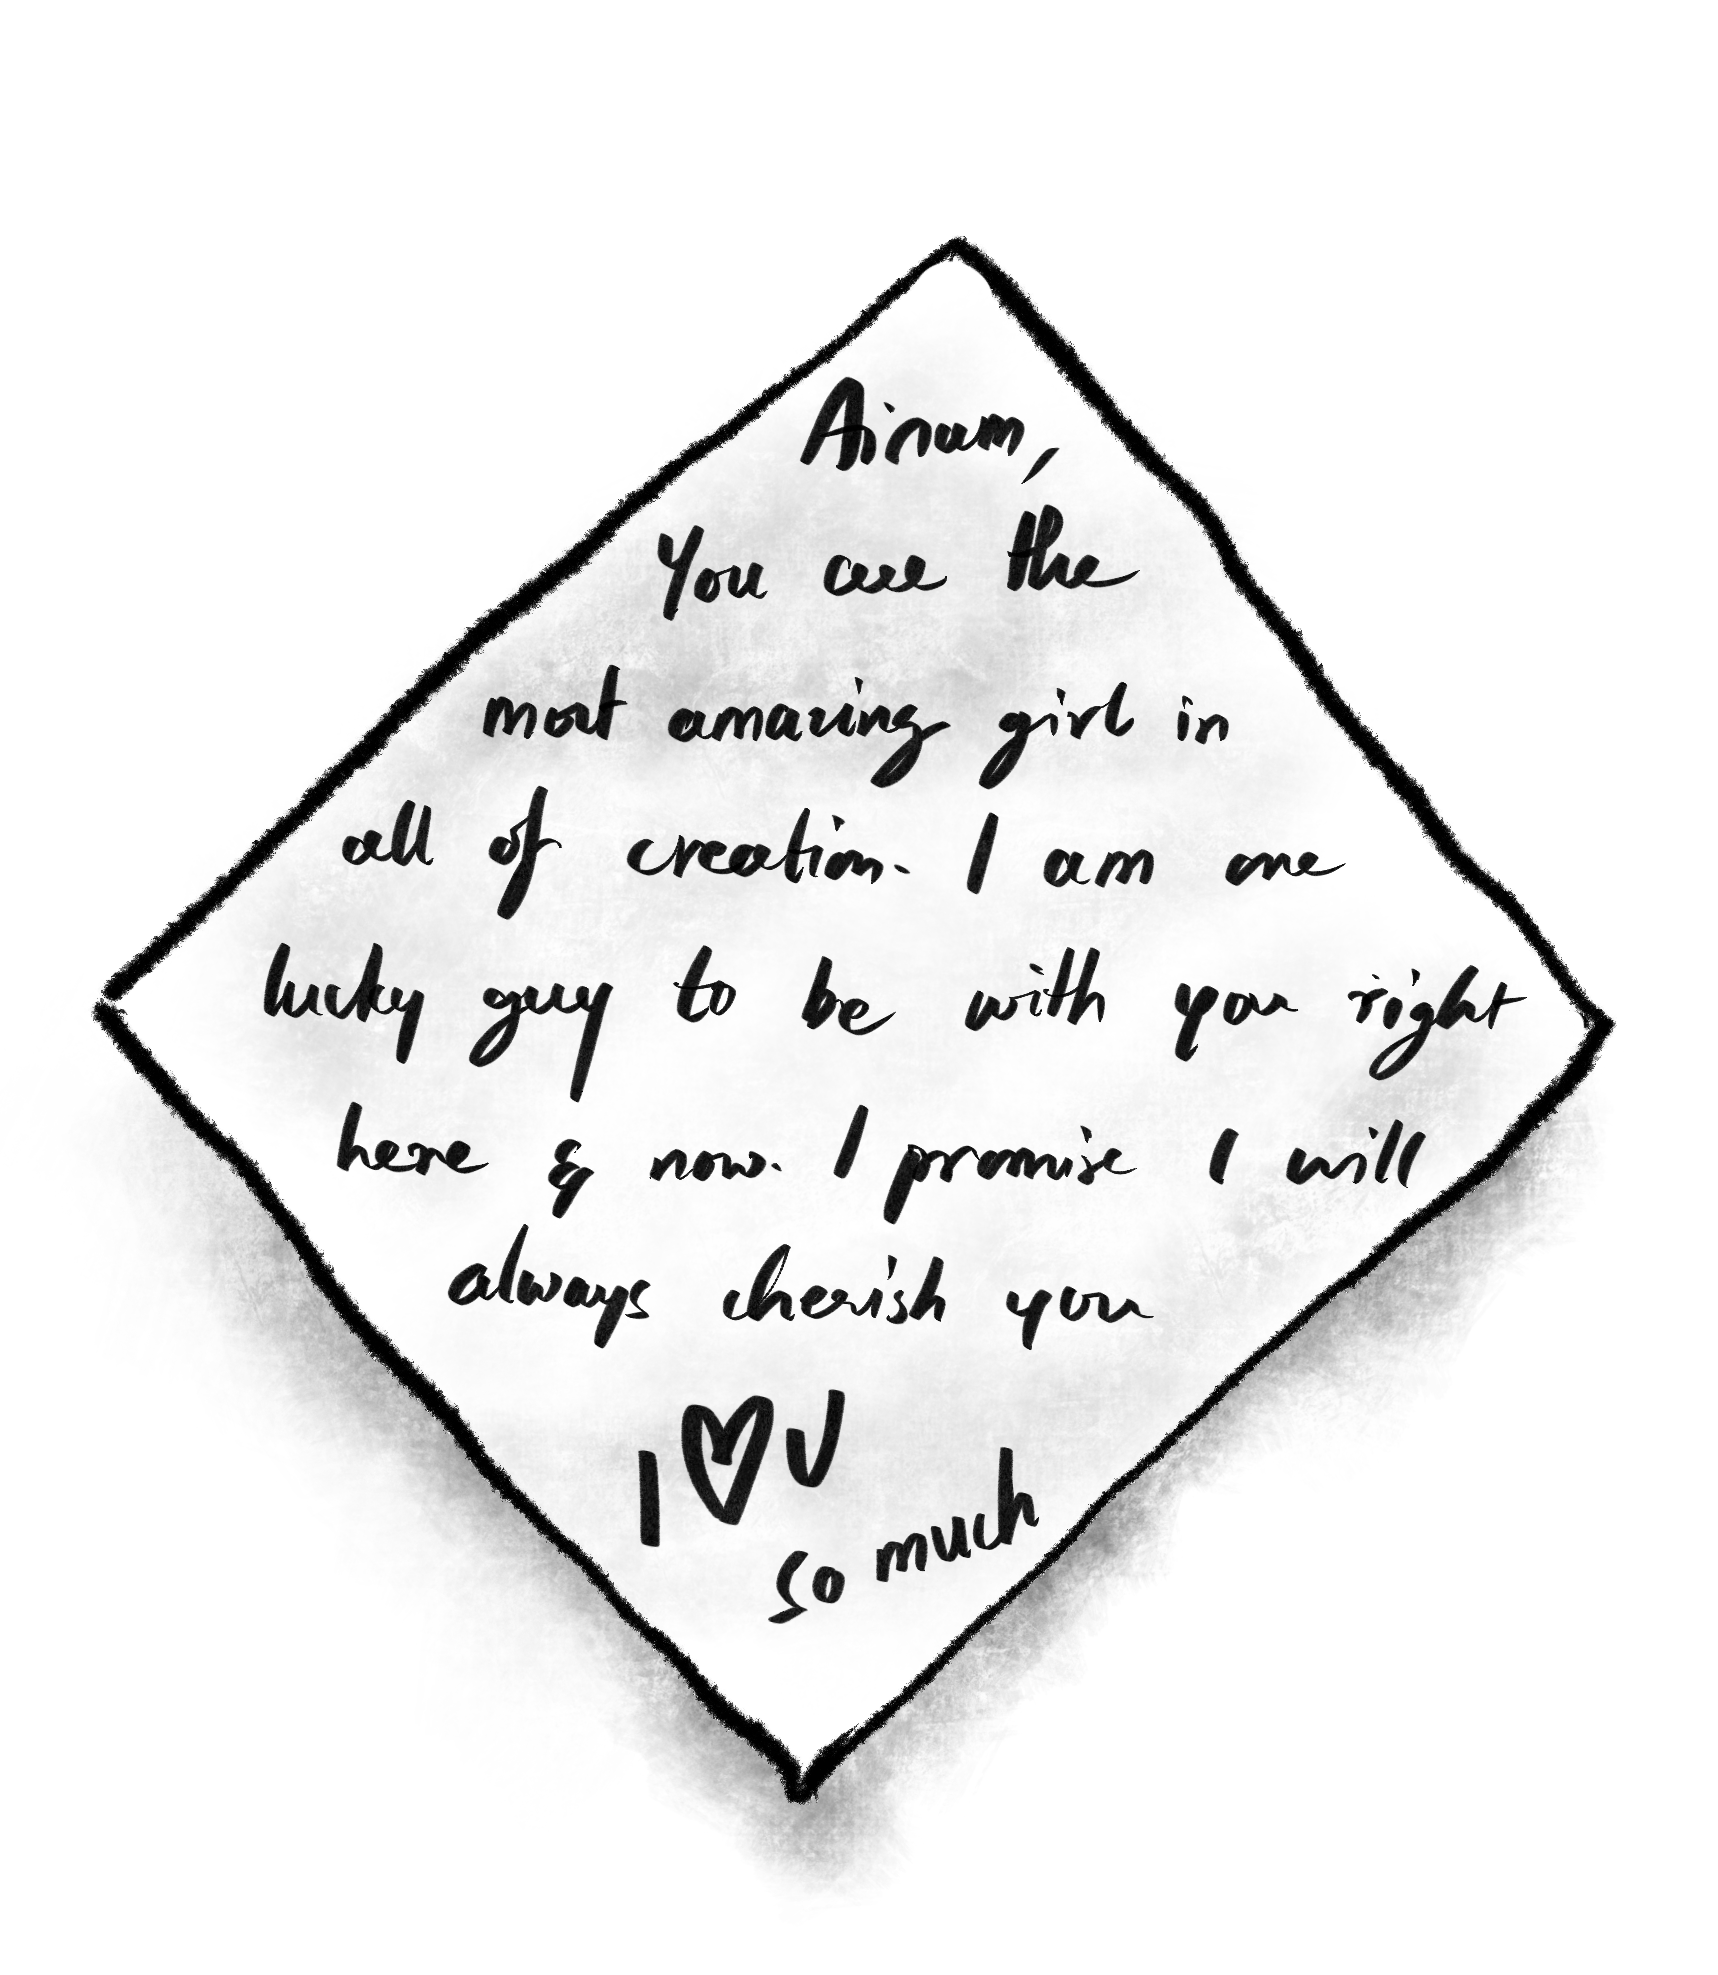 Ainum,
You are the
most amazing girl in
all of creation. I am one
lucky guy to be with you right
here & now. I promise I will
always cherish you
I ♥ U
so much